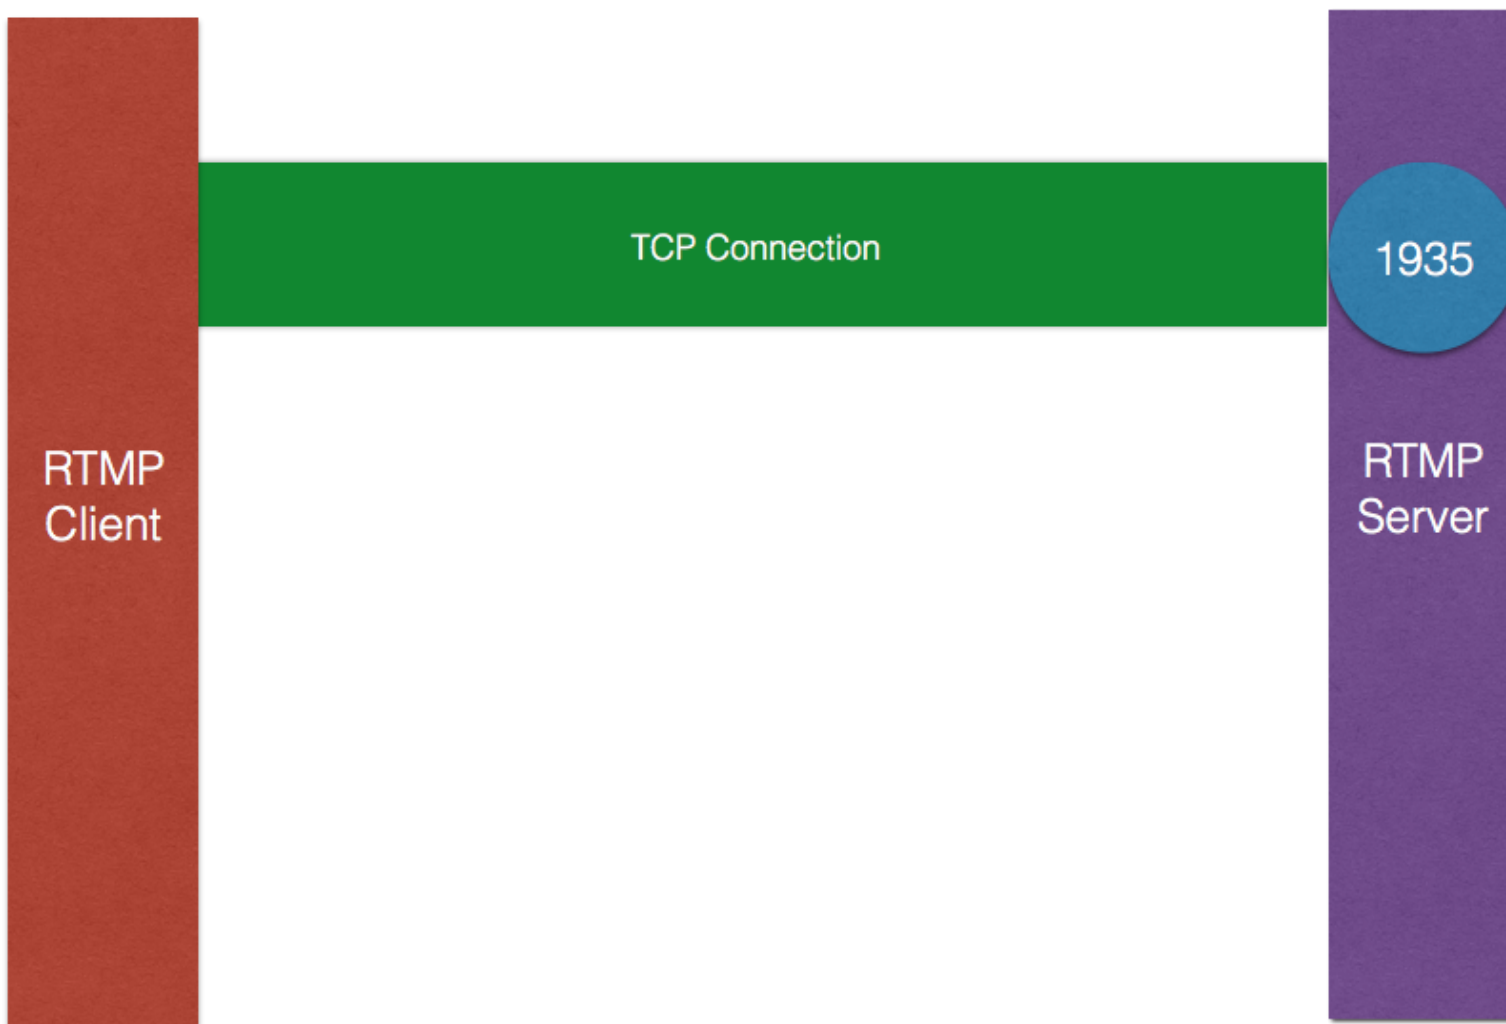 TCP Connection
1935
RTMP
Client
RTMP
Server